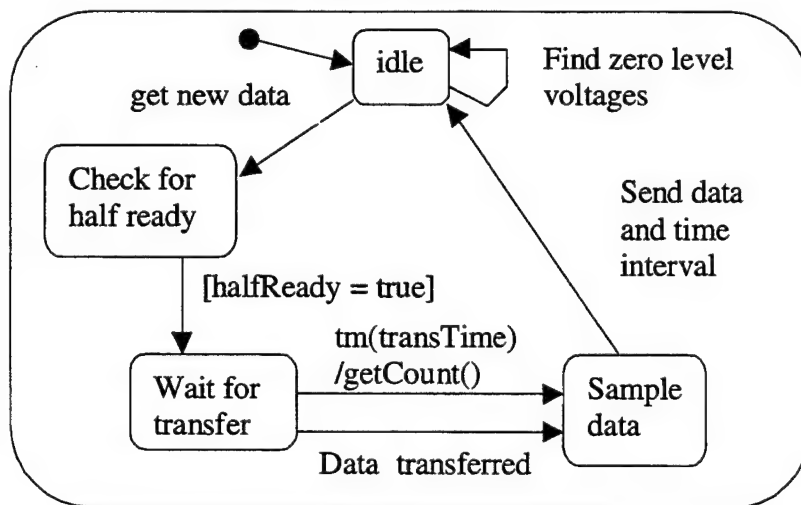 idle
Find zero level
voltages
get new data
Check for
half ready
Send data
and time
interval
[halfReady = true]
tm(transTime)
/getCount()
Wait for
transfer
Sample
data
Data transferred